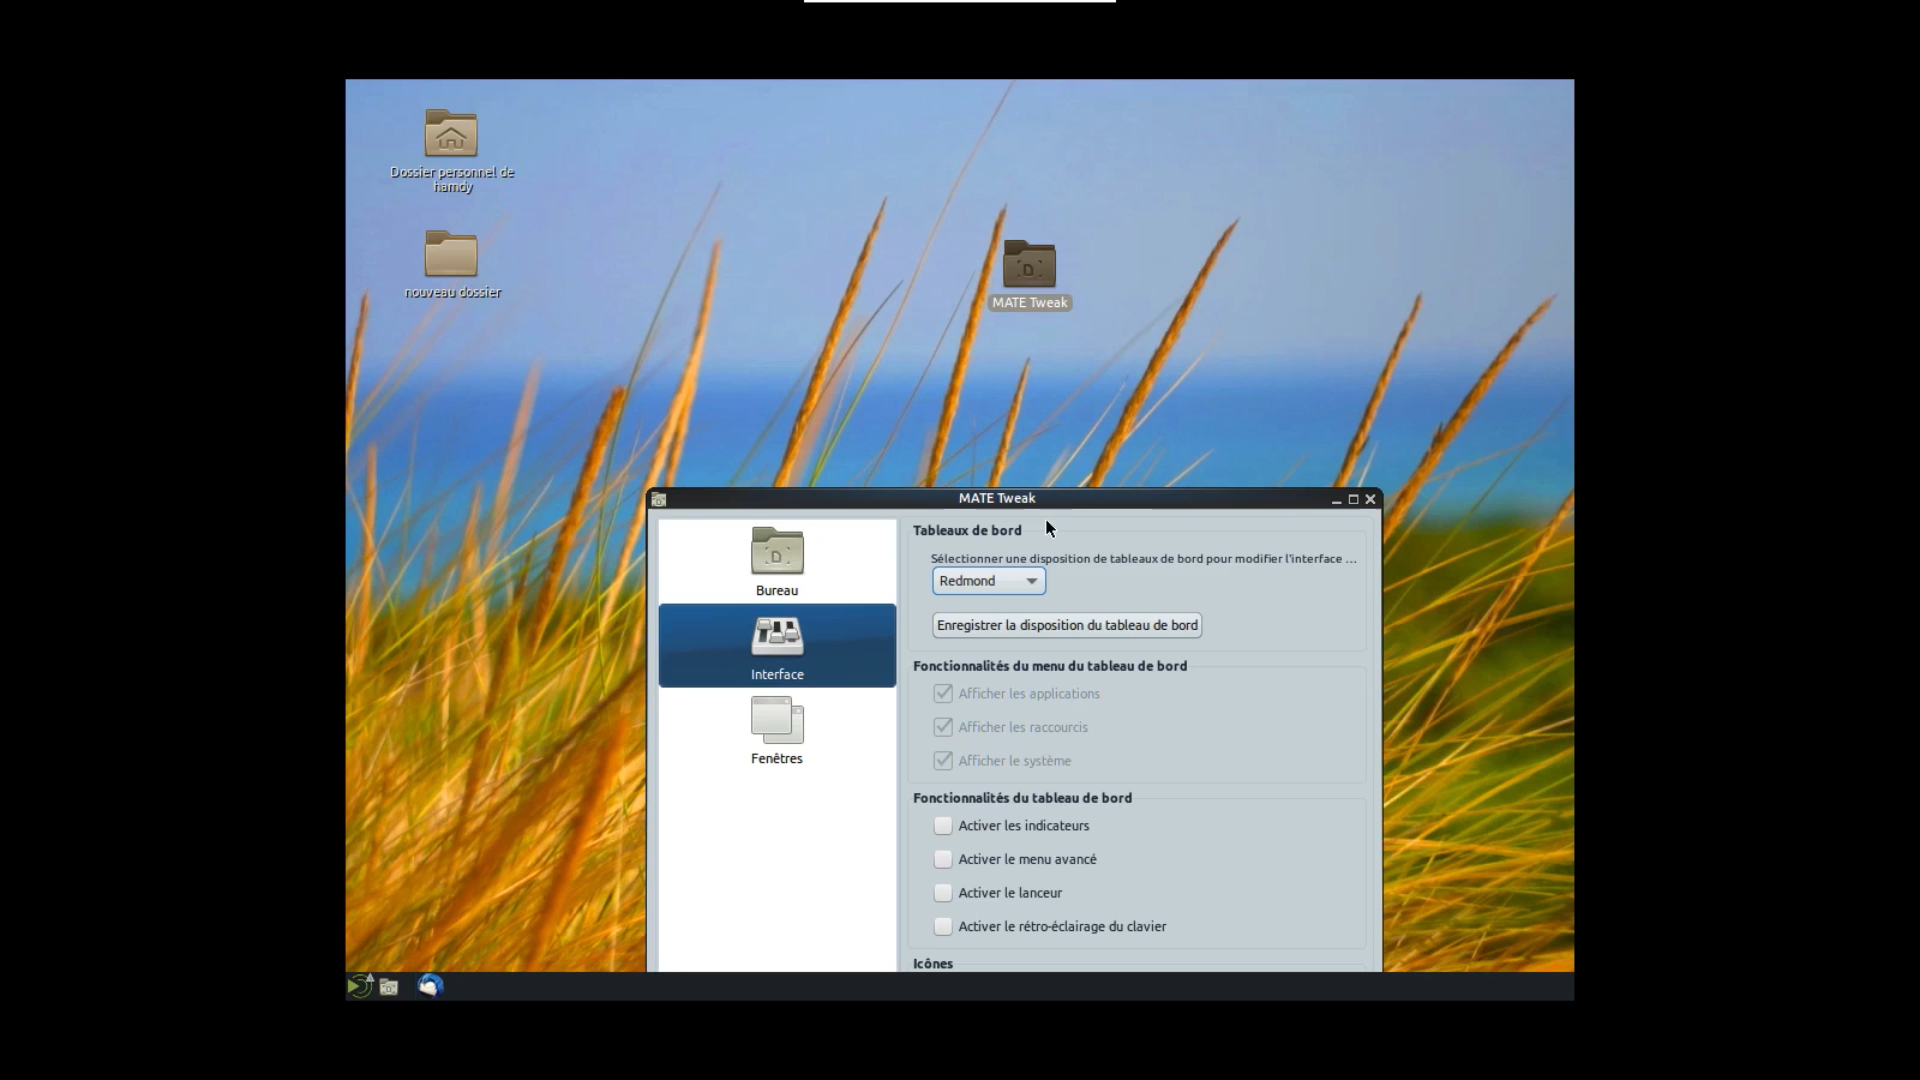 Dossier personnel de
hamdy
nouveau dossier
MATE Tweak
MATE Tweak
Bureau
Interface
Fenêtres
Tableaux de bord
Sélectionner une disposition de tableaux de bord pour modifier l'interface ...
Redmond
Enregistrer la disposition du tableau de bord
Fonctionnalités du menu du tableau de bord
Afficher les applications
Afficher les raccourcis
Afficher le système
Fonctionnalités du tableau de bord
Activer les indicateurs
Activer le menu avancé
Activer le lanceur
Activer le rétro-éclairage du clavier
Icônes